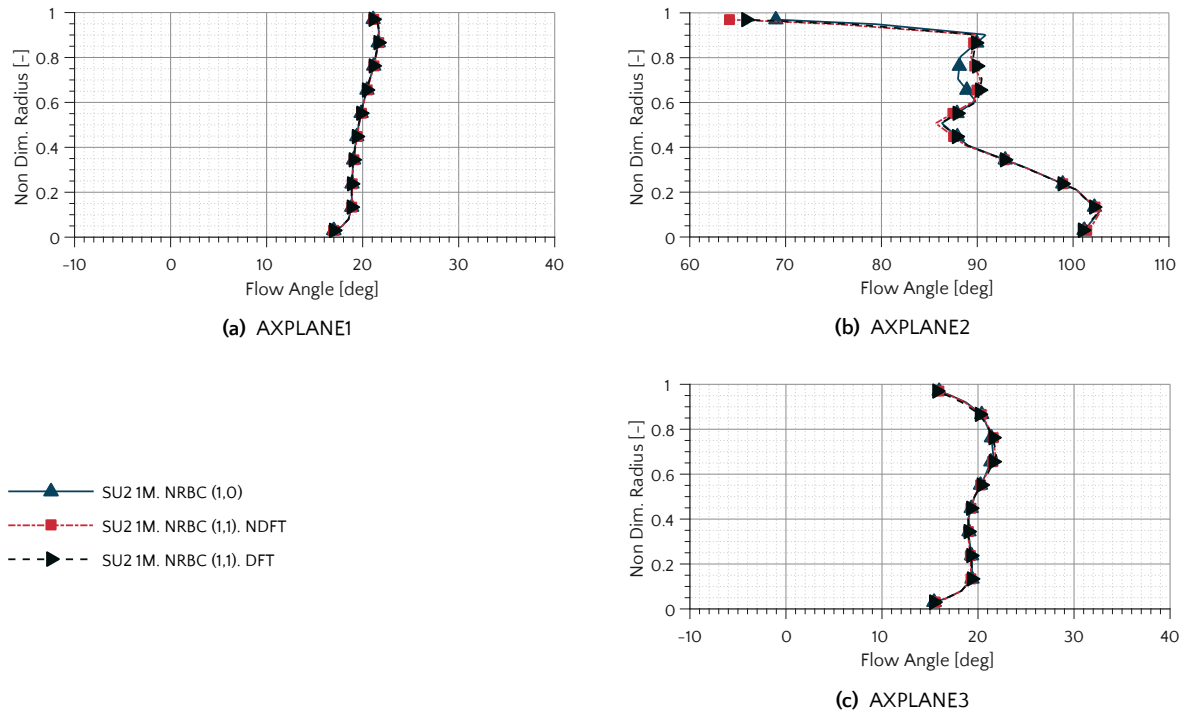 1
0.8
0.6
0.4
0.2
0
Non Dim. Radius [-]
-10 0 10 20 30 40
Flow Angle [deg]
(a) AXPLANE1
1
0.8
0.6
0.4
0.2
0
Non Dim. Radius [-]
60 70 80 90 100 110
Flow Angle [deg]
(b) AXPLANE2
SU2 1M. NRBC (1,0)
SU2 1M. NRBC (1,1). NDFT
SU2 1M. NRBC (1,1). DFT
1
0.8
0.6
0.4
0.2
0
Non Dim. Radius [-]
-10 0 10 20 30 40
Flow Angle [deg]
(c) AXPLANE3